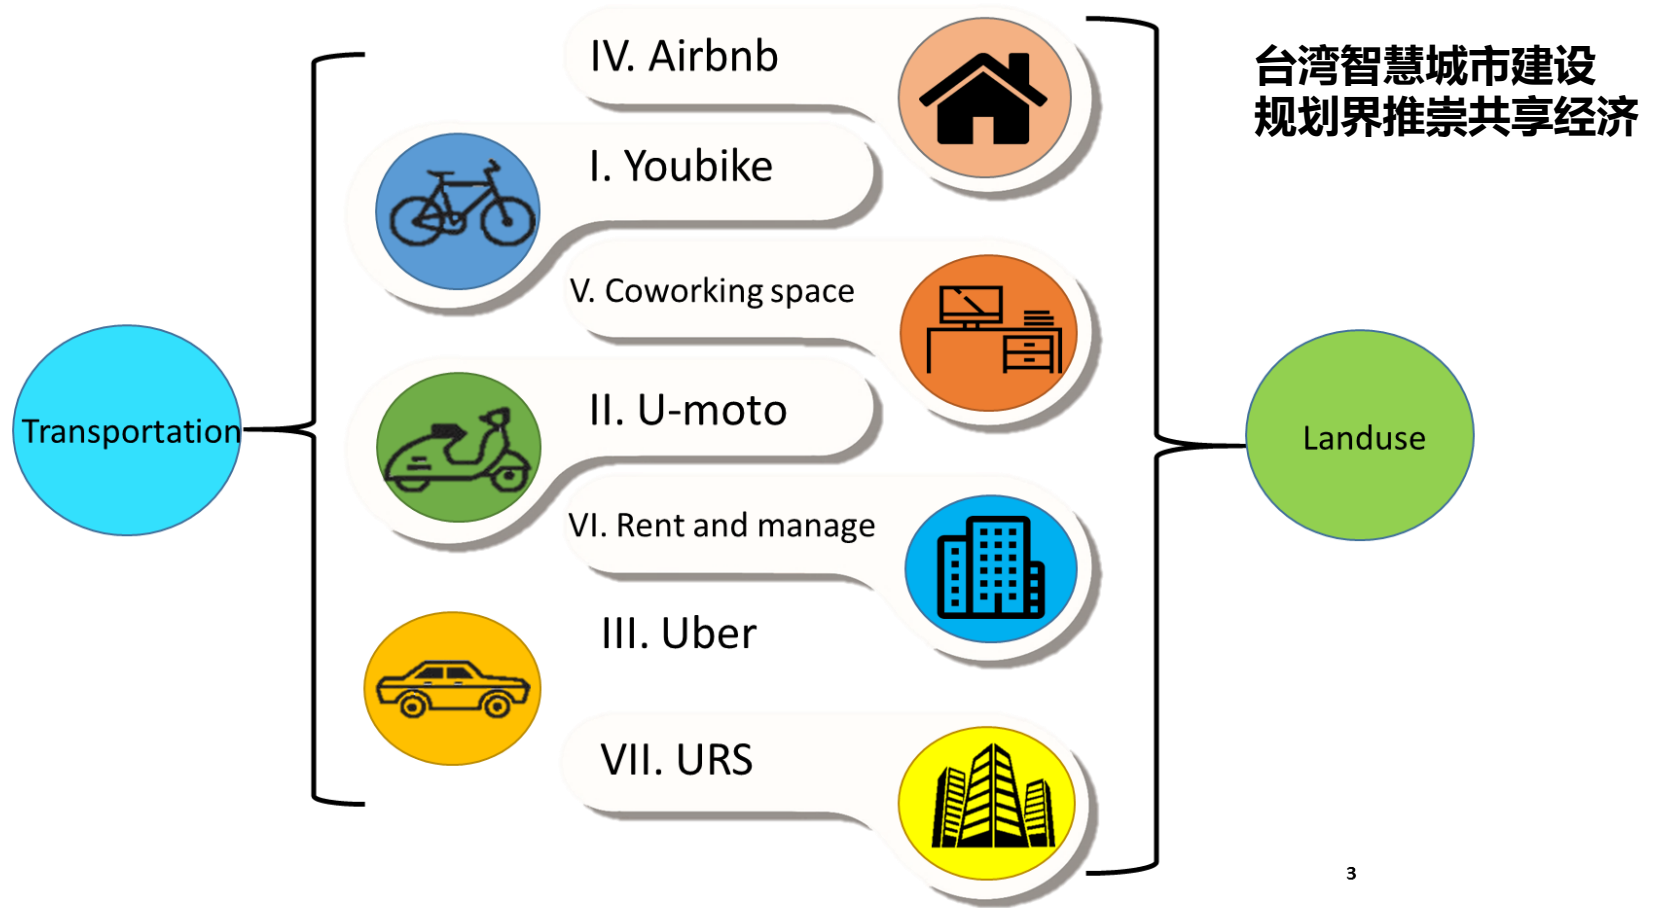 台湾智慧城市建设
规划界推崇共享经济
IV. Airbnb
I. Youbike
V. Coworking space
II. U-moto
Transportation
Landuse
VI. Rent and manage
III. Uber
VII. URS
3